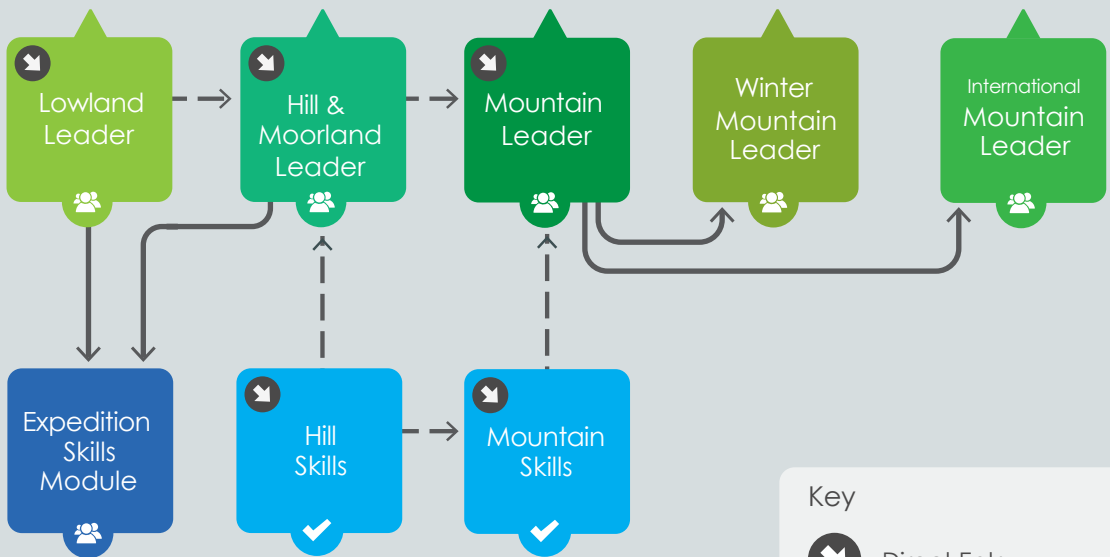 Lowland
Leader
Hill &
Moorland
Leader
Mountain
Leader
Winter
Mountain
Leader
International
Mountain
Leader
Expedition
Skills
Module
Hill
Skills
Mountain
Skills
Key
Direct